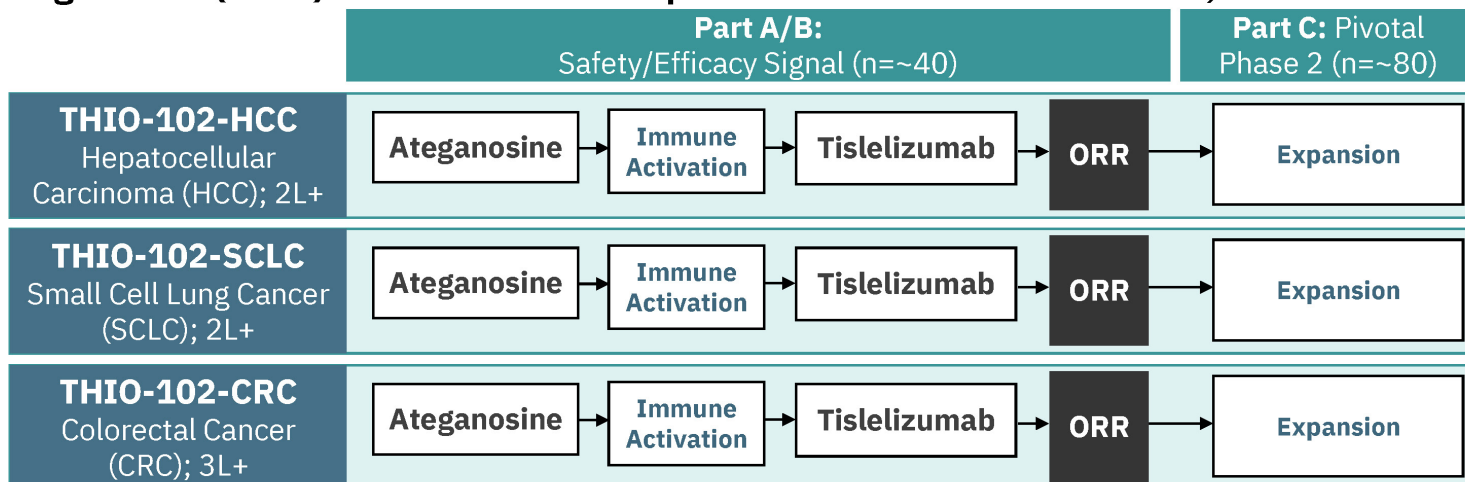 Part A/B:
Safety/Efficacy Signal (n=~40)
Part C: Pivotal
Phase 2 (n=~80)
THIO-102-HCC
Hepatocellular
Carcinoma (HCC); 2L+
Ateganosine
Immune
Activation
Tislelizumab
ORR
Expansion
THIO-102-SCLC
Small Cell Lung Cancer
(SCLC); 2L+
Ateganosine
Immune
Activation
Tislelizumab
ORR
Expansion
THIO-102-CRC
Colorectal Cancer
(CRC); 3L+
Ateganosine
Immune
Activation
Tislelizumab
ORR
Expansion